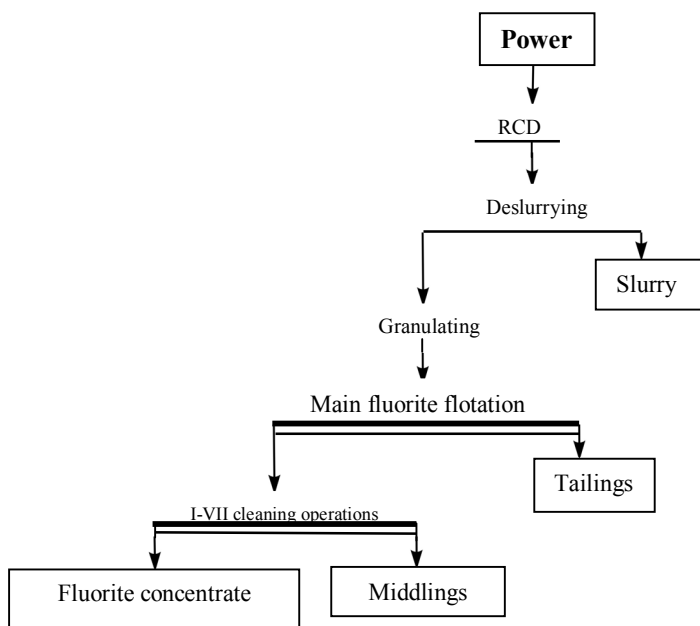 Power
RCD
Deslurrying
Slurry
Granulating
Main fluorite flotation
Tailings
I-VII cleaning operations
Fluorite concentrate
Middlings